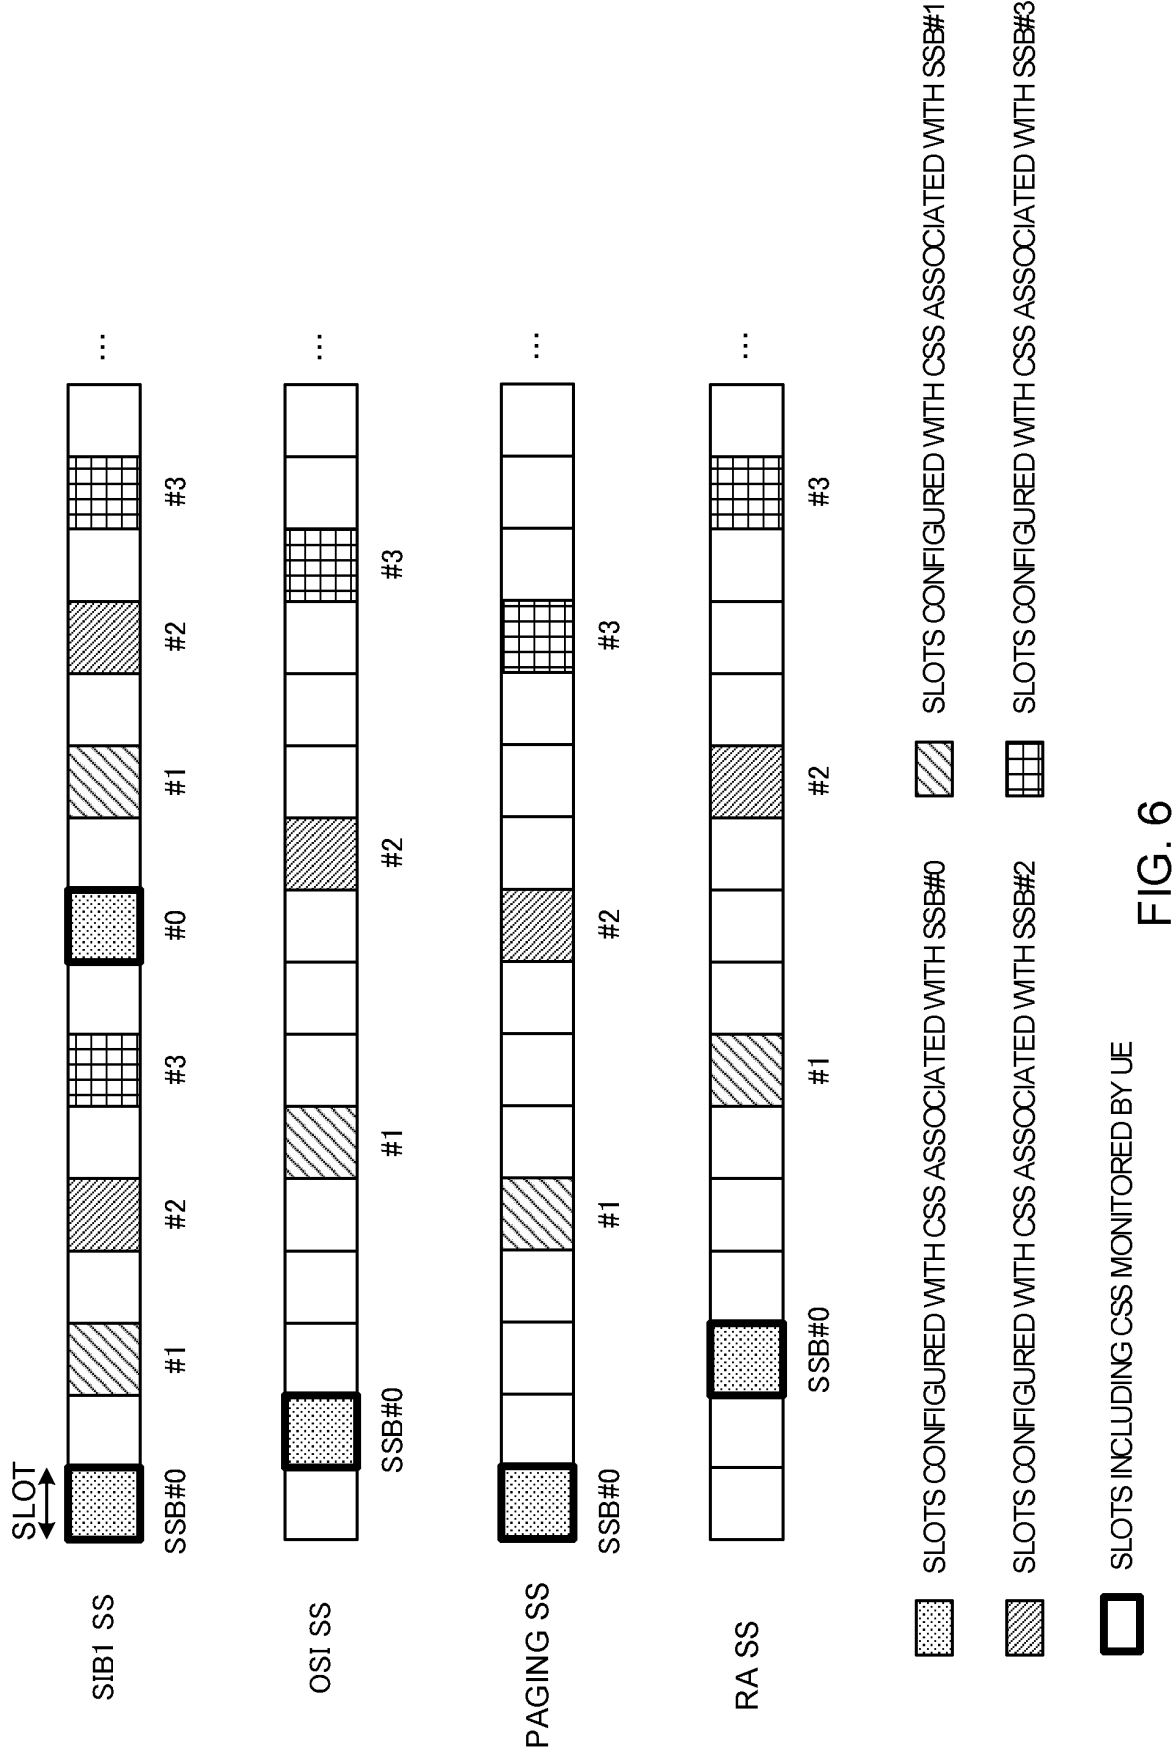 SLOT
SIB1 SS
SSB#0
#1
#2
#3
#0
#1
#2
#3
...
OSI SS
SSB#0
#1
#2
#3
...
PAGING SS
SSB#0
#1
#2
#3
...
RA SS
SSB#0
#1
#2
#3
...
SLOTS CONFIGURED WITH CSS ASSOCIATED WITH SSB#0
SLOTS CONFIGURED WITH CSS ASSOCIATED WITH SSB#1
SLOTS CONFIGURED WITH CSS ASSOCIATED WITH SSB#2
SLOTS CONFIGURED WITH CSS ASSOCIATED WITH SSB#3
SLOTS INCLUDING CSS MONITORED BY UE
FIG. 6